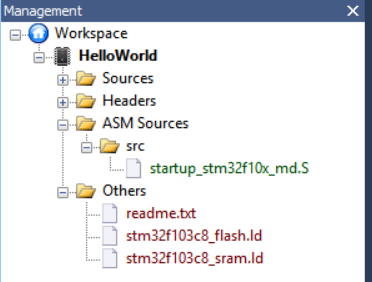 Management
Workspace
HelloWorld
Sources
Headers
ASM Sources
src
startup_stm32f10x_md.S
Others
readme.txt
stm32f103c8_flash.ld
stm32f103c8_sram.ld